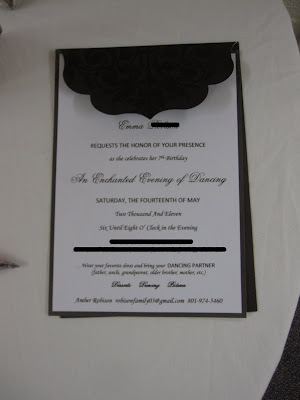 Emma
REQUESTS THE HONOR OF YOUR PRESENCE
as she celebrates her 7th Birthday
An Enchanted Evening of Dancing
SATURDAY, THE FOURTEENTH OF MAY
Two Thousand And Eleven
Six Until Eight O' Clock in the Evening
Wear your favorite dress and bring your DANCING PARTNER
(father, uncle, grandparent, older brother, mother, etc.)
Desserts Dancing
Amber Robison robisonfamily03@gmail.com 801-974-5460